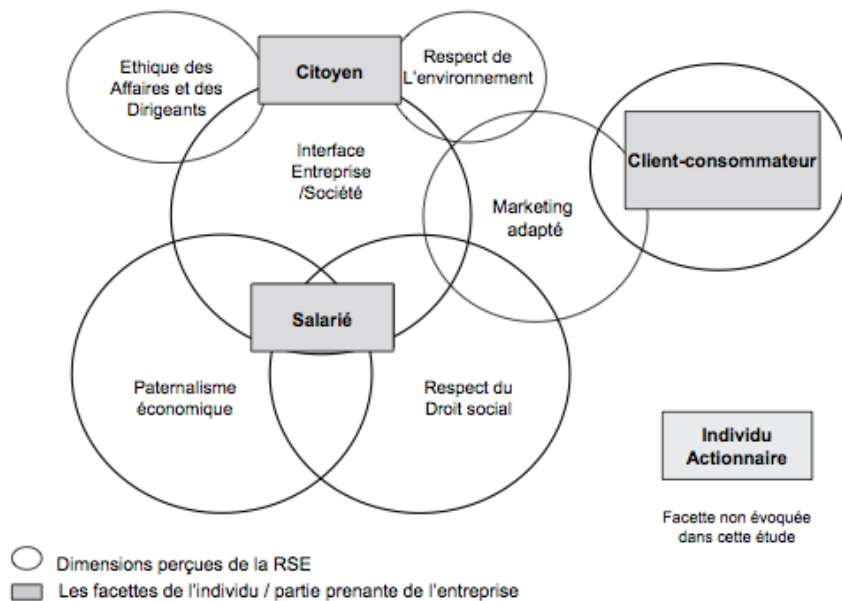 Ethique des
Affaires et des
Dirigeants
Citoyen
Respect de
L'environnement
Interface
Entreprise
/Société
Client-consommateur
Marketing
adapté
Salarié
Paternalisme
économique
Respect du
Droit social
Individu
Actionnaire
Facette non évoquée
dans cette étude
Dimensions perçues de la RSE
Les facettes de l'individu / partie prenante de l'entreprise